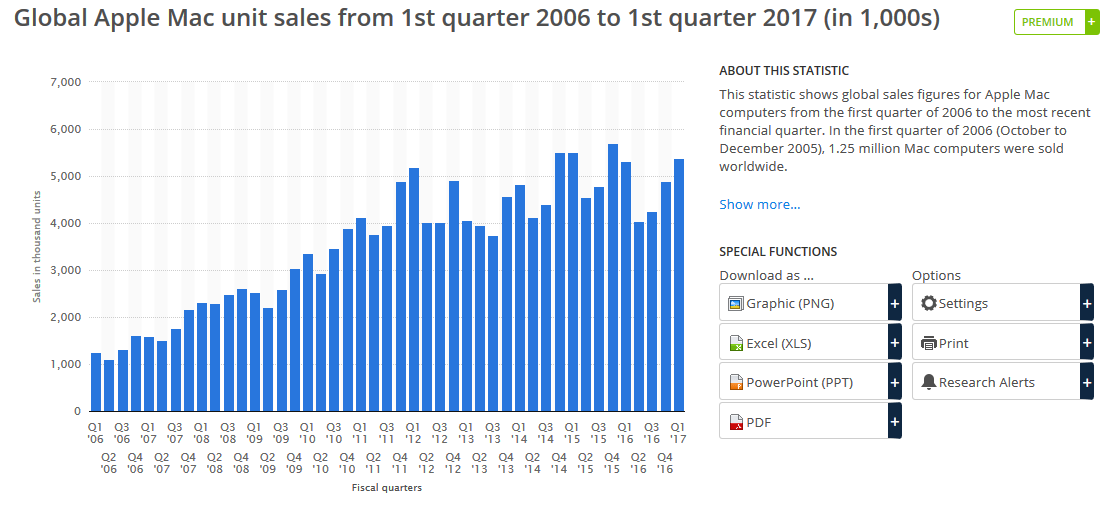 Global Apple Mac unit sales from 1st quarter 2006 to 1st quarter 2017 (in 1,000s)
PREMIUM +
7,000
6,000
5,000
4,000
3,000
2,000
1,000
0
Sales in thousand units
Q1 '06
Q2 '06
Q3 '06
Q4 '06
Q1 '07
Q2 '07
Q3 '07
Q4 '07
Q1 '08
Q2 '08
Q3 '08
Q4 '08
Q1 '09
Q2 '09
Q3 '09
Q4 '09
Q1 '10
Q2 '10
Q3 '10
Q4 '10
Q1 '11
Q2 '11
Q3 '11
Q4 '11
Q1 '12
Q2 '12
Q3 '12
Q4 '12
Q1 '13
Q2 '13
Q3 '13
Q4 '13
Q1 '14
Q2 '14
Q3 '14
Q4 '14
Q1 '15
Q2 '15
Q3 '15
Q4 '15
Q1 '16
Q2 '16
Q3 '16
Q4 '16
Q1 '17
Fiscal quarters
ABOUT THIS STATISTIC
This statistic shows global sales figures for Apple Mac
computers from the first quarter of 2006 to the most recent
financial quarter. In the first quarter of 2006 (October to
December 2005), 1.25 million Mac computers were sold
worldwide.
Show more...
SPECIAL FUNCTIONS
Download as ...
Graphic (PNG) +
Excel (XLS) +
PowerPoint (PPT) +
PDF +
Options
Settings +
Print +
Research Alerts +